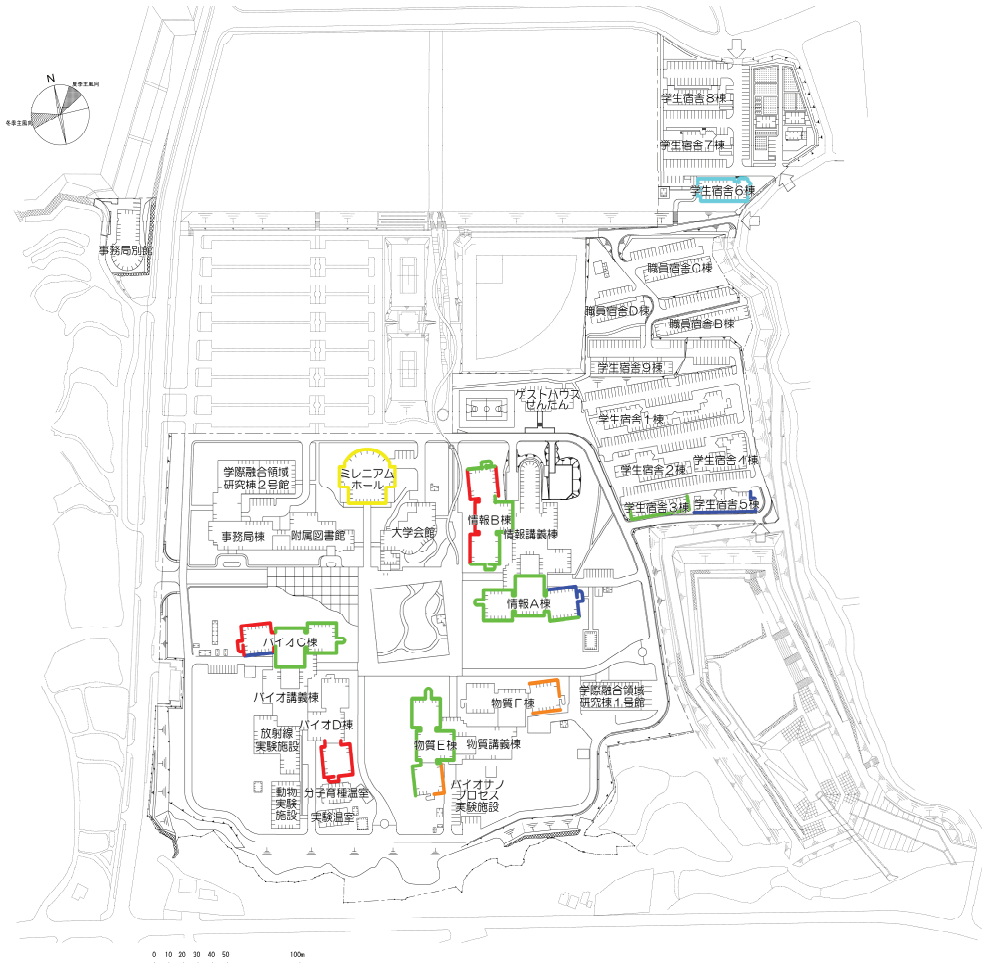 N
夏季主風向
冬季主風向
学生宿舎8棟
学生宿舎7棟
学生宿舎6棟
事務局別館
職員宿舎C棟
職員宿舎D棟
職員宿舎B棟
学生宿舎9棟
ゲストハウス
せんたん
学生宿舎1棟
学生宿舎4棟
学生宿舎2棟
学生宿舎3棟
学生宿舎5棟
学際融合領域
研究棟2号館
ミレニアム
ホール
事務局棟
附属図書館
大学会館
情報B棟
情報講義棟
情報A棟
バイオC棟
バイオ講義棟
バイオD棟
放射線
実験施設
物質F棟
学際融合領域
研究棟1号館
物質E棟
物質講義棟
動物
実験
施設
分子育種温室
実験温室
バイオナノ
プロセス
実験施設
0 10 20 30 40 50 100m